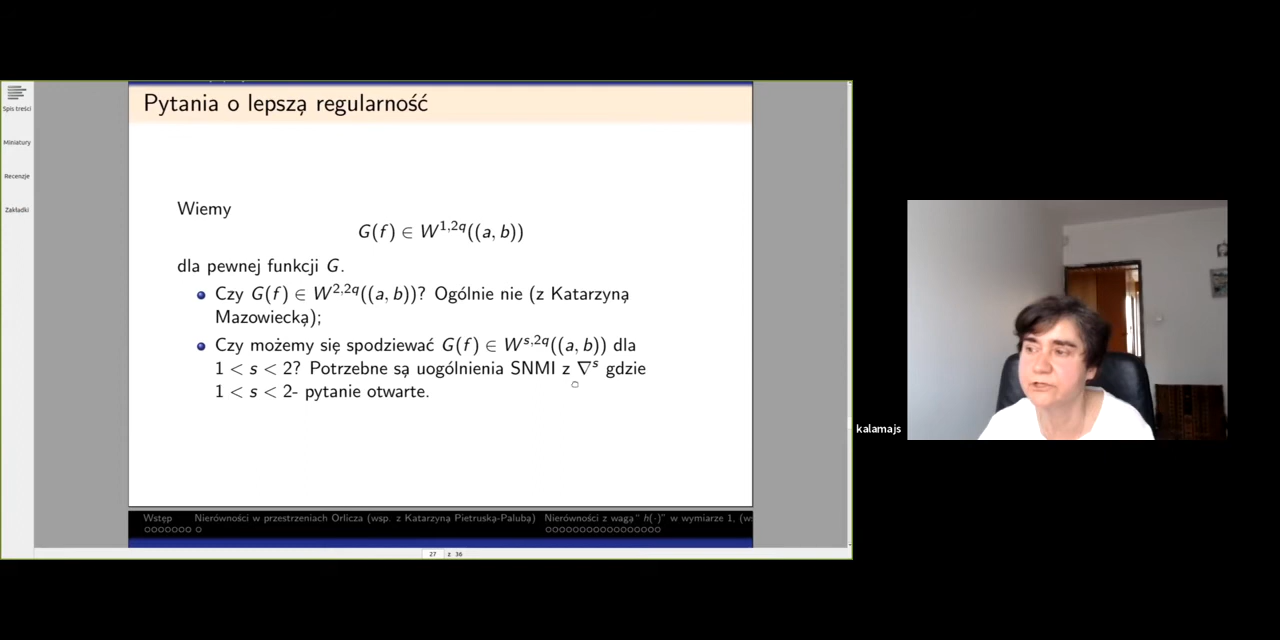 Pytania o lepszą regularność
Spis treści
Miniatury
Recenzje
Zakładki
Wiemy
G(f) ∈ W^{1,2q}((a, b))
dla pewnej funkcji G.
Czy G(f) ∈ W^{2,2q}((a, b))? Ogólnie nie (z Katarzyną
Mazowiecką);
Czy możemy się spodziewać G(f) ∈ W^{s,2q}((a, b)) dla
1 < s < 2? Potrzebne są uogólnienia SNMI z ∇^s gdzie
1 < s < 2- pytanie otwarte.
kalamajs
Wstęp Nierówności w przestrzeniach Orlicza (wsp. z Katarzyną Pietruską-Pałubą) Nierówności z wagą“ h(·)” w wymiarze 1, (w
27 z 36